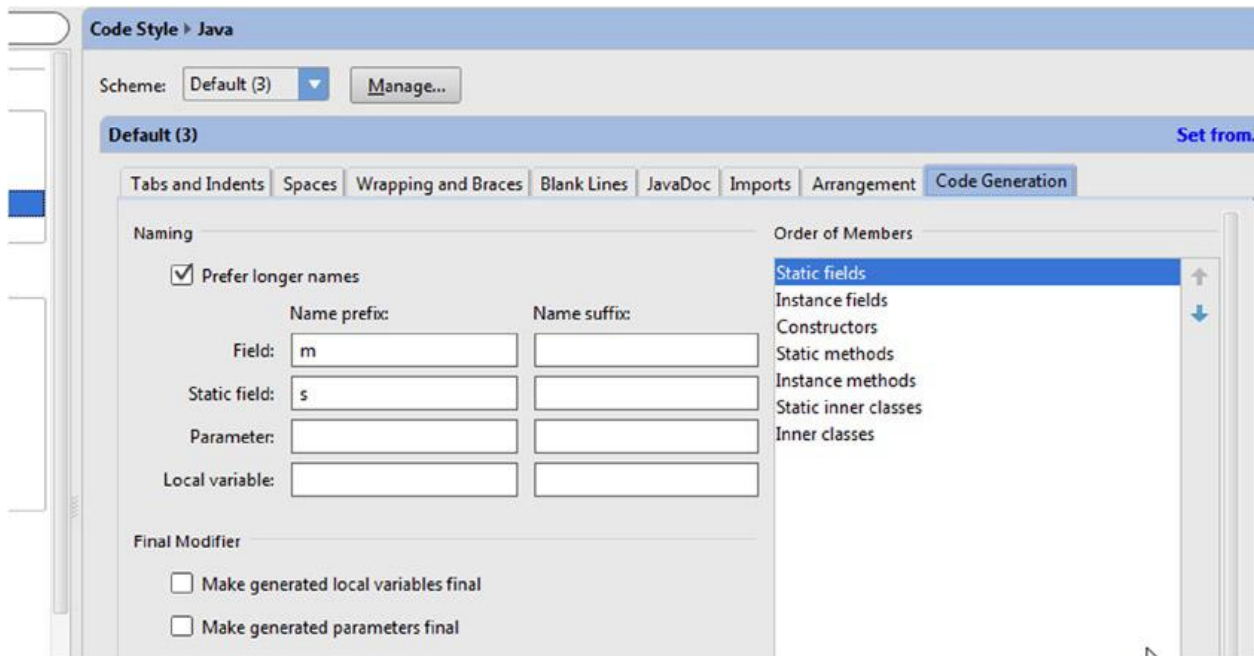 Code Style ▸ Java
Scheme: Default (3) Manage...
Default (3) Set from.
Tabs and Indents Spaces Wrapping and Braces Blank Lines JavaDoc Imports Arrangement Code Generation
Naming
Prefer longer names
Name prefix: Name suffix:
Field: m
Static field: s
Parameter:
Local variable:
Final Modifier
Make generated local variables final
Make generated parameters final
Order of Members
Static fields
Instance fields
Constructors
Static methods
Instance methods
Static inner classes
Inner classes